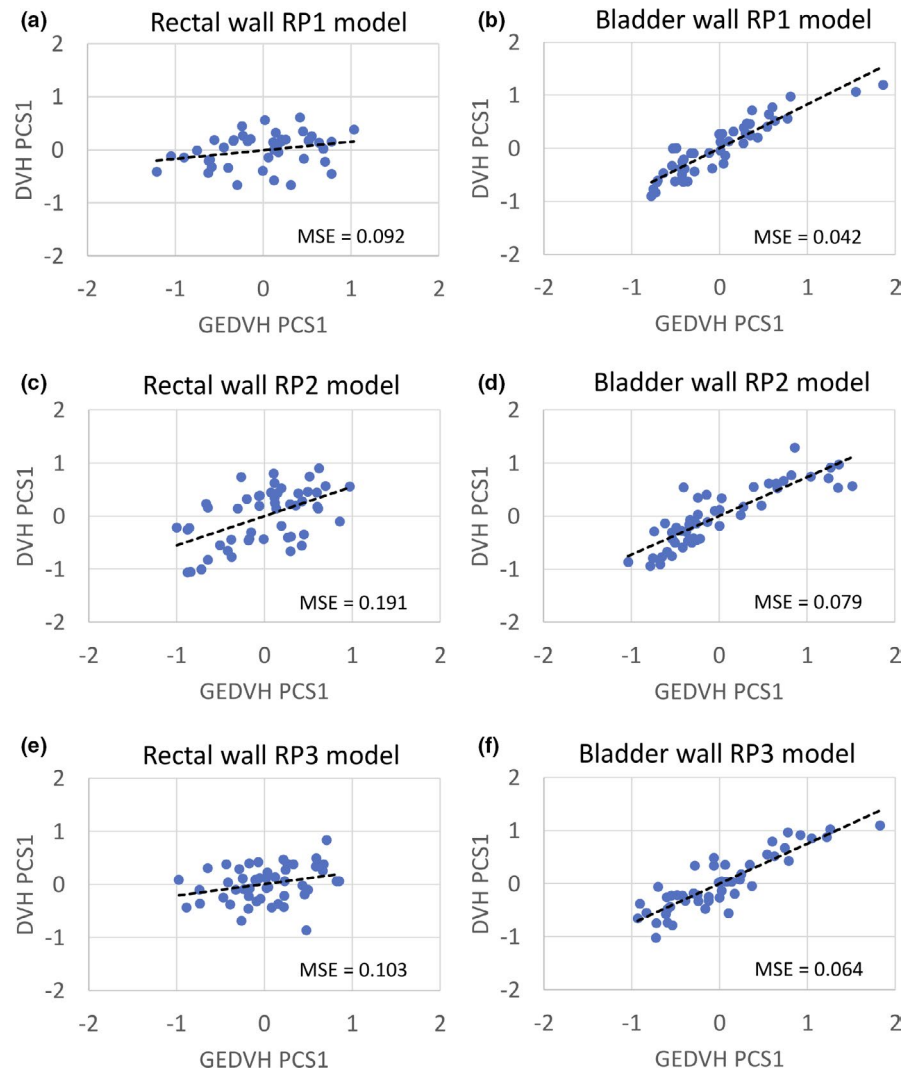 (a) Rectal wall RP1 model
2
1
0
-1
-2
DVH PCS1
MSE = 0.092
-2 -1 0 1 2
GEDVH PCS1
(b) Bladder wall RP1 model
2
1
0
-1
-2
DVH PCS1
MSE = 0.042
-2 -1 0 1 2
GEDVH PCS1
(c) Rectal wall RP2 model
2
1
0
-1
-2
DVH PCS1
MSE = 0.191
-2 -1 0 1 2
GEDVH PCS1
(d) Bladder wall RP2 model
2
1
0
-1
-2
DVH PCS1
MSE = 0.079
-2 -1 0 1 2
GEDVH PCS1
(e) Rectal wall RP3 model
2
1
0
-1
-2
DVH PCS1
MSE = 0.103
-2 -1 0 1 2
GEDVH PCS1
(f) Bladder wall RP3 model
2
1
0
-1
-2
DVH PCS1
MSE = 0.064
-2 -1 0 1 2
GEDVH PCS1